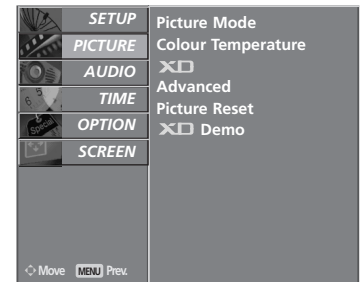 SETUP
PICTURE
AUDIO
TIME
OPTION
SCREEN
Move MENU Prev.
Picture Mode
Colour Temperature
XD
Advanced
Picture Reset
XD Demo